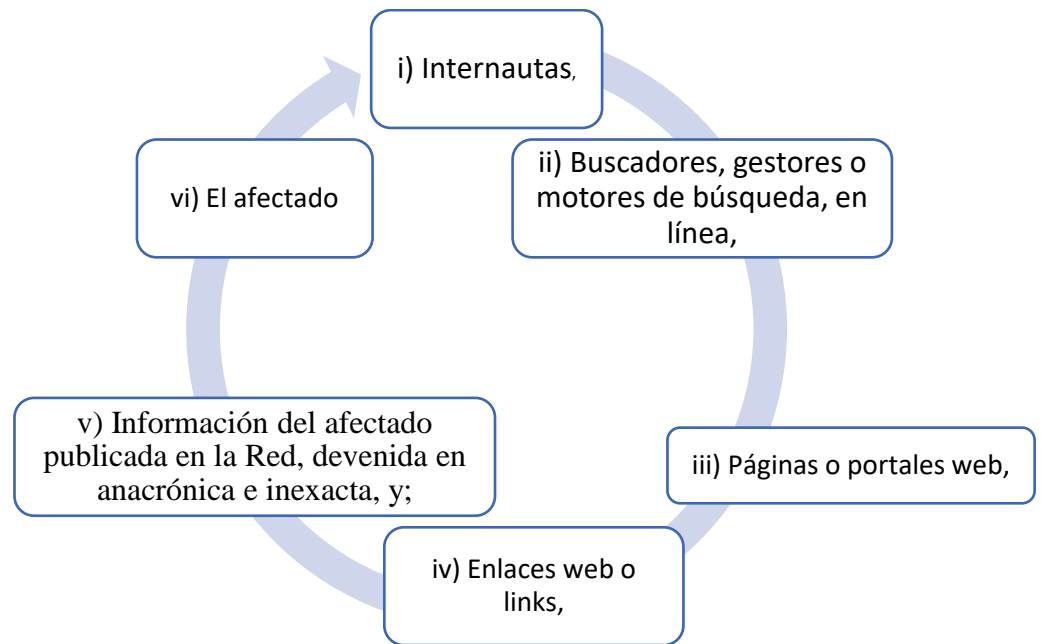 i) Internautas,
ii) Buscadores, gestores o
motores de búsqueda, en
línea,
iii) Páginas o portales web,
iv) Enlaces web o
links,
v) Información del afectado
publicada en la Red, devenida en
anacrónica e inexacta, y;
vi) El afectado